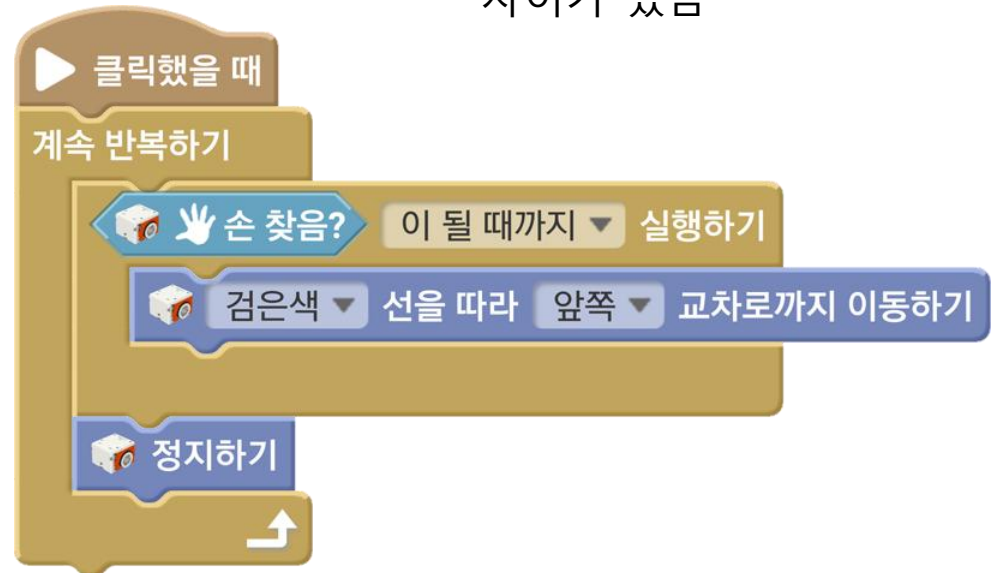 클릭했을 때
계속 반복하기
손 찾음? 이 될 때까지 실행하기
검은색 선을 따라 앞쪽 교차로까지 이동하기
정지하기